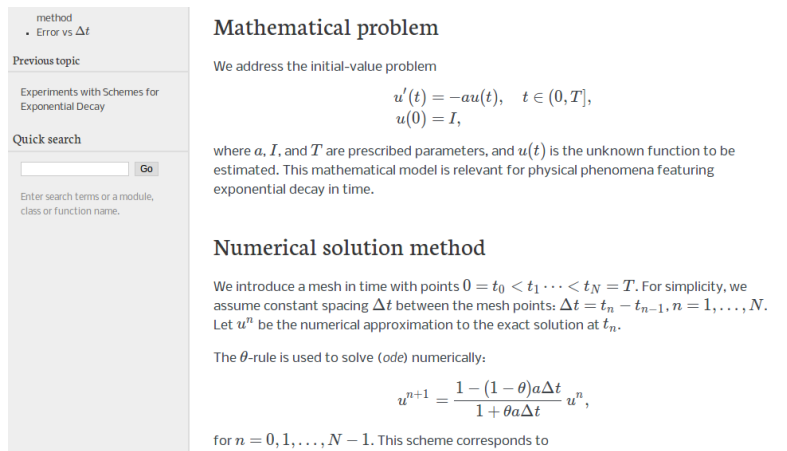 method
• Error vs Δt
Previous topic
Experiments with Schemes for
Exponential Decay
Quick search
Go
Enter search terms or a module,
class or function name.
Mathematical problem
We address the initial-value problem
u′(t) = −au(t), t ∈ (0, T],
u(0) = I,
where a, I, and T are prescribed parameters, and u(t) is the unknown function to be
estimated. This mathematical model is relevant for physical phenomena featuring
exponential decay in time.
Numerical solution method
We introduce a mesh in time with points 0 = t₀ < t₁ ⋯ < t_N = T. For simplicity, we
assume constant spacing Δt between the mesh points: Δt = t_n − t_{n−1}, n = 1, …, N.
Let uⁿ be the numerical approximation to the exact solution at t_n.
The θ-rule is used to solve (ode) numerically:
u^{n+1} = \frac{1 − (1 − θ)aΔt}{1 + θaΔt} uⁿ,
for n = 0, 1, …, N − 1. This scheme corresponds to